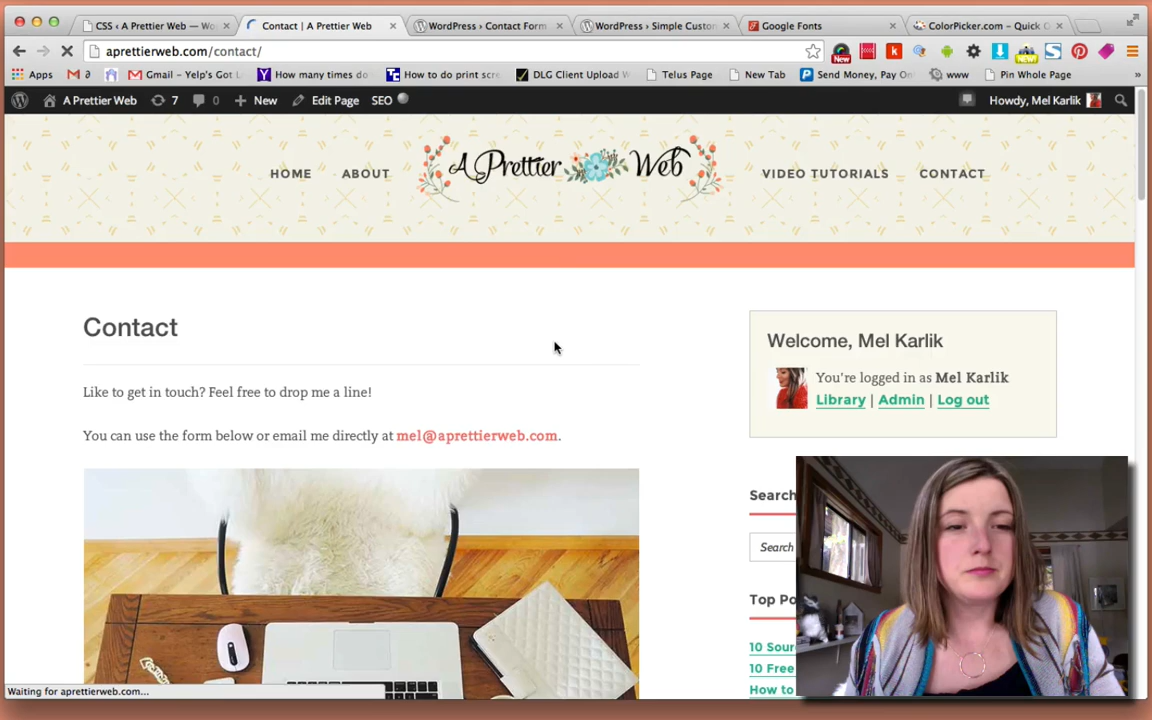 CSS ‹ A Prettier Web — Wo
Contact | A Prettier Web
WordPress › Contact Form
WordPress › Simple Custo
Google Fonts
ColorPicker.com – Quick
aprettierweb.com/contact/
Apps
Gmail – Yelp's Got L
How many times do
How to do print scre
DLG Client Upload W
Telus Page
New Tab
Send Money, Pay On
www
Pin Whole Page
»
A Prettier Web
7
0
New
Edit Page
SEO
Howdy, Mel Karlik
HOME
ABOUT
A Prettier Web
VIDEO TUTORIALS
CONTACT
Contact
Like to get in touch? Feel free to drop me a line!
You can use the form below or email me directly at mel@aprettierweb.com.
Welcome, Mel Karlik
You're logged in as Mel Karlik
Library | Admin | Log out
Search
Search
Top Po
10 Sour
10 Free
How to
Waiting for aprettierweb.com...